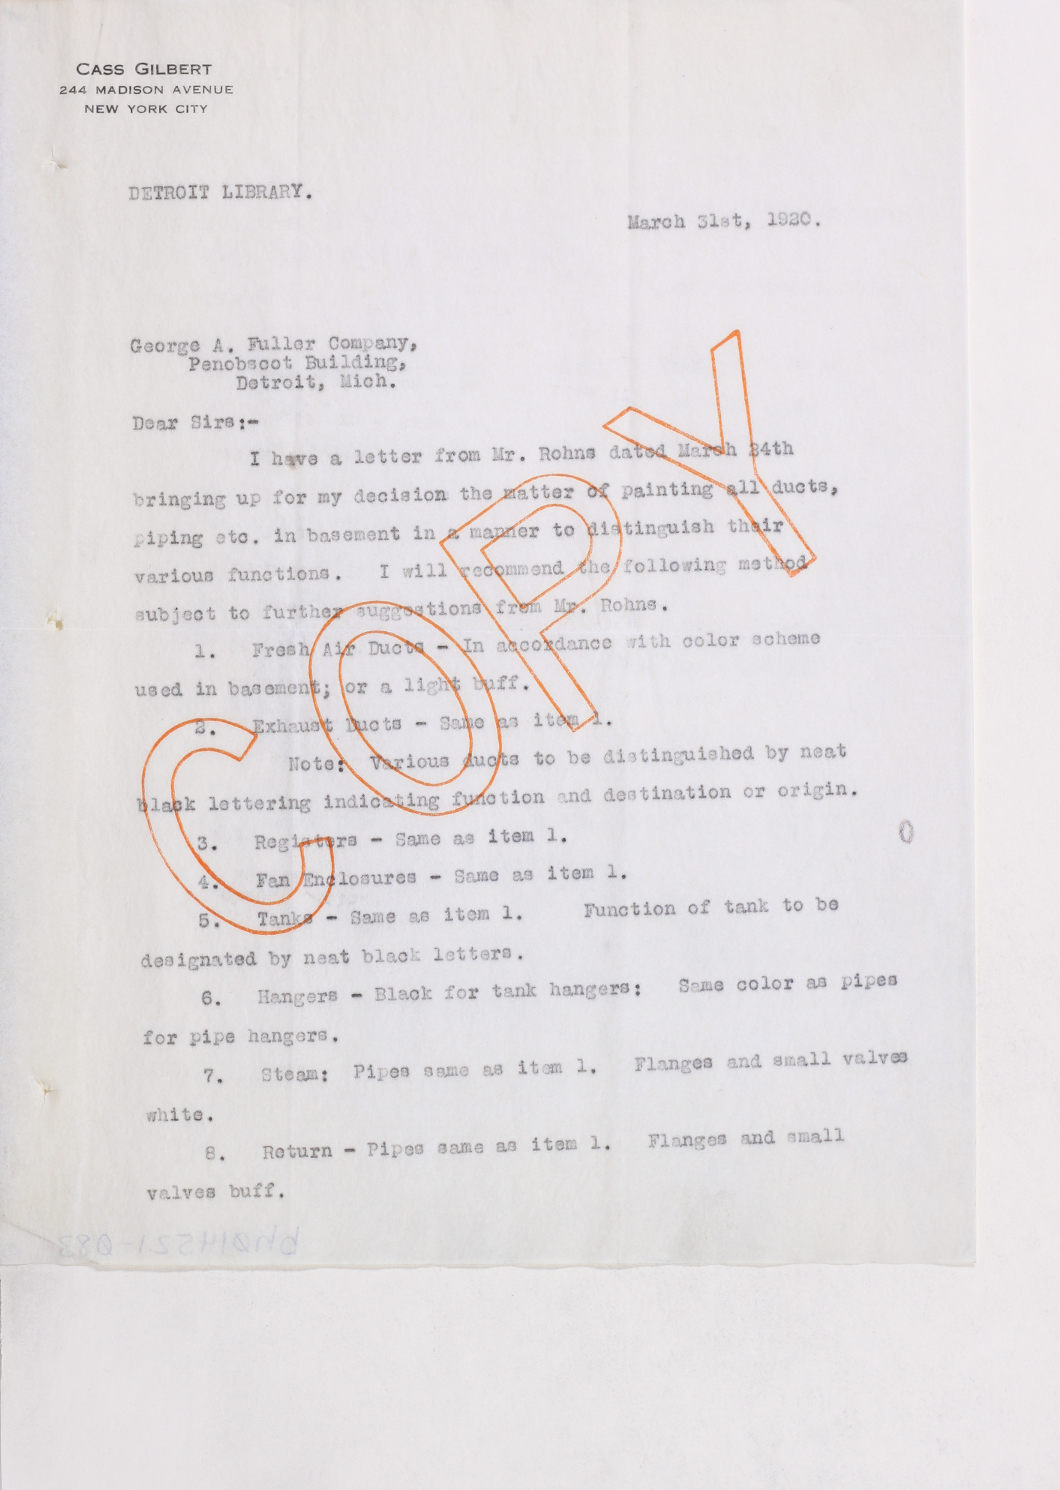 CASS GILBERT
244 MADISON AVENUE
NEW YORK CITY
DETROIT LIBRARY.
March 31st, 1920.
George A. Fuller Company,
Penobscot Building,
Detroit, Mich.
Dear Sirs:-
I have a letter from Mr. Rohns dated March 24th
bringing up for my decision the matter of painting all ducts,
piping etc. in basement in a manner to distinguish their
various functions. I will recommend the following method
subject to further suggestions from Mr. Rohns.
1. Fresh Air Ducts - In accordance with color scheme
used in basement; or a light buff.
2. Exhaust Ducts - Same as item 1.
Note: Various ducts to be distinguished by neat
black lettering indicating function and destination or origin.
3. Registers - Same as item 1.
4. Fan Enclosures - Same as item 1.
5. Tanks - Same as item 1. Function of tank to be
designated by neat black letters.
6. Hangers - Black for tank hangers: Same color as pipes
for pipe hangers.
7. Steam: Pipes same as item 1. Flanges and small valves
white.
8. Return - Pipes same as item 1. Flanges and small
valves buff.
COPY
bh014521-083